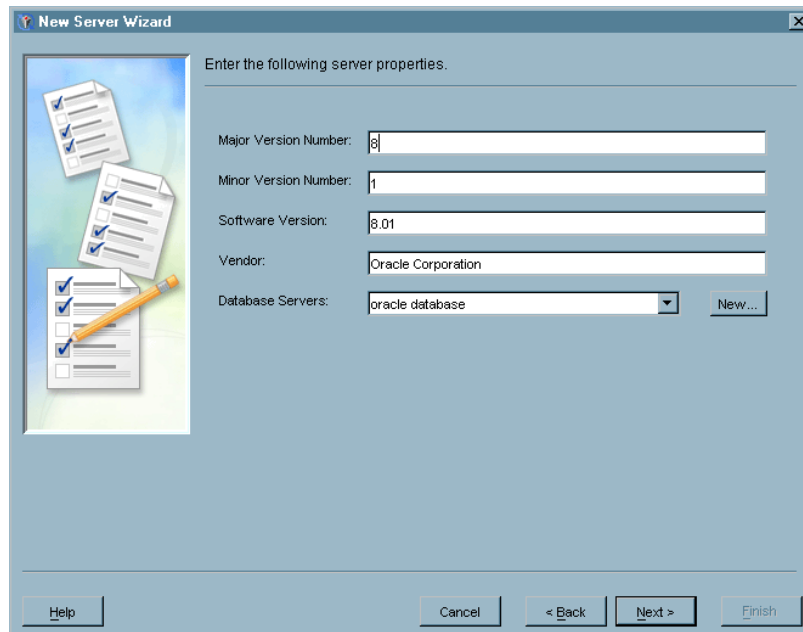 New Server Wizard
Enter the following server properties.
Major Version Number: 8
Minor Version Number: 1
Software Version: 8.01
Vendor: Oracle Corporation
Database Servers: oracle database New...
Help Cancel < Back Next > Finish